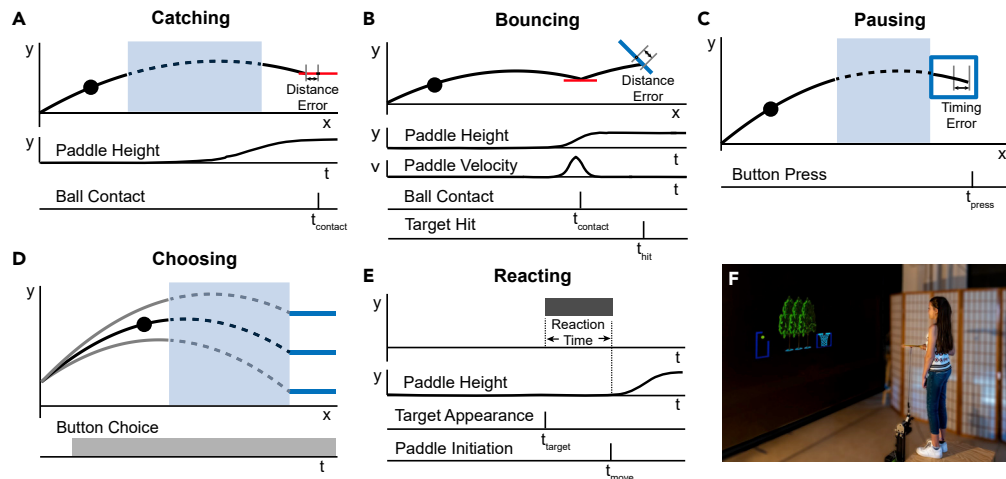 A
Catching
y
Distance
Error
x
y
Paddle Height
t
Ball Contact
tcontact
B
Bouncing
y
Distance
Error
x
y
Paddle Height
t
v
Paddle Velocity
t
Ball Contact
tcontact
Target Hit
thit
C
Pausing
y
Timing
Error
x
Button Press
tpress
D
Choosing
y
x
Button Choice
t
E
Reacting
y
Reaction
Time
t
y
Paddle Height
t
Target Appearance
ttarget
Paddle Initiation
tmove
F